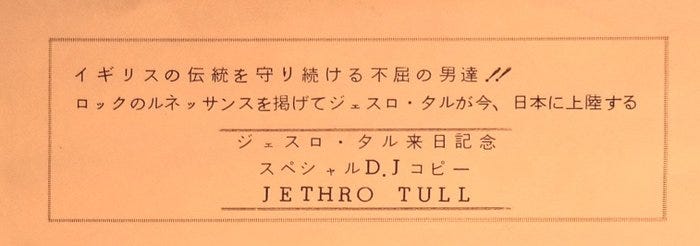 イギリスの伝統を守り続ける不屈の男達!!
ロックのルネッサンスを掲げてジェスロ・タルが今、日本に上陸する
ジェスロ・タル来日記念
スペシャルD.Jコピー
JETHRO TULL